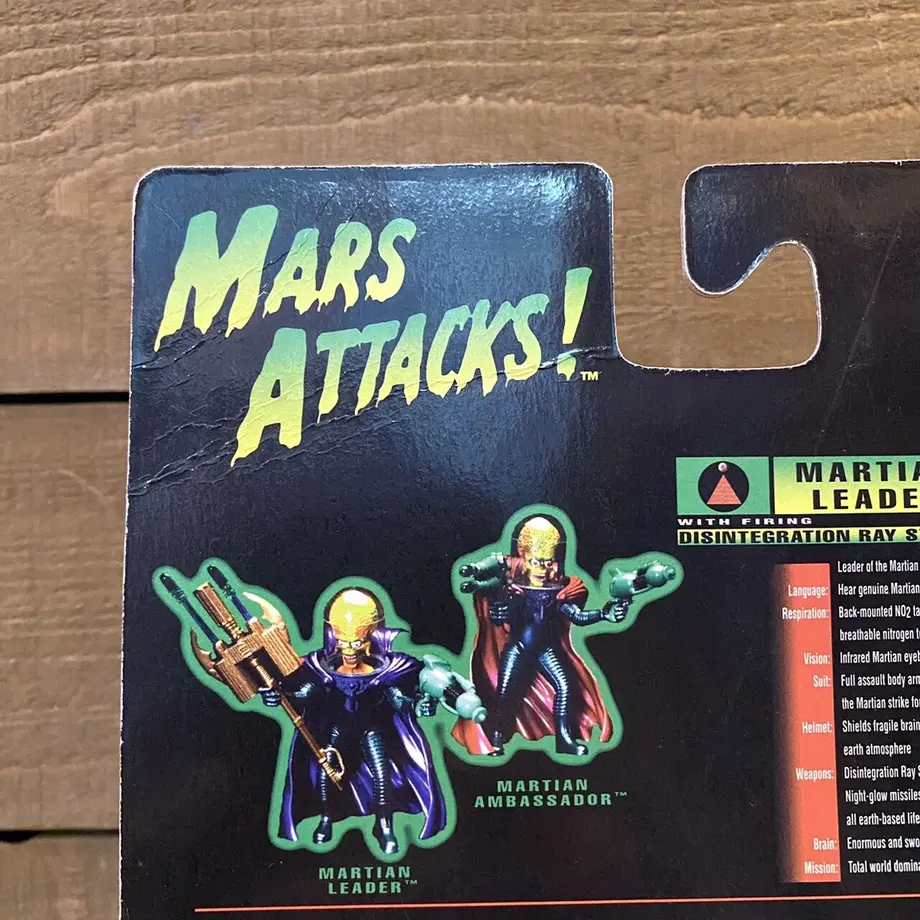 MARS
ATTACKS!™
MARTIAN
AMBASSADOR™
MARTIAN
LEADER™
LEADE
WITH FIRING
DISINTEGRATION RAY
Leader of the Martian
Language: Hear genuine Martian
Respiration: Back-mounted NO2
breathable nitrogen
Vision: Infrared Martian
Suit: Full assault body
the Martian strike
Helmet: Shields fragile brain
earth atmosphere
Weapons: Disintegration Ray
Night-glow missiles
all earth-based life
Brain: Enormous and
Mission: Total world